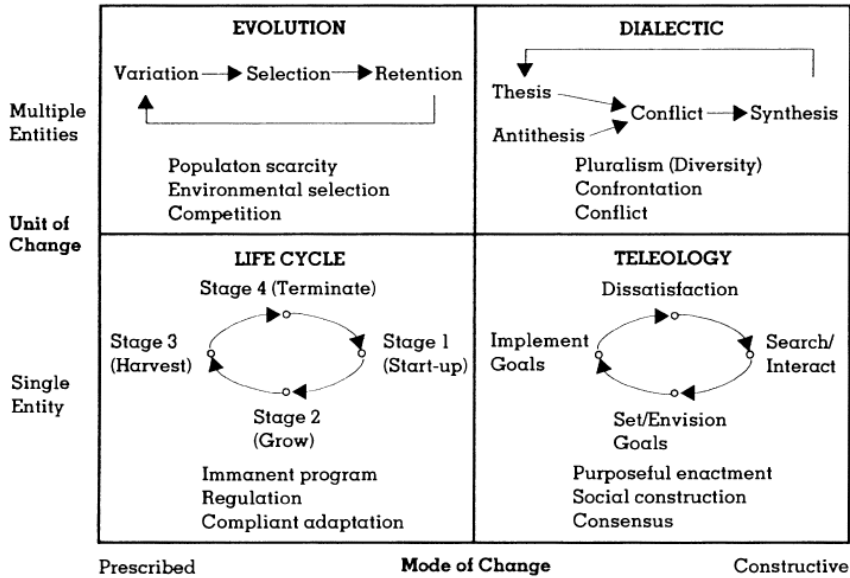 EVOLUTION
Variation Selection Retention
Populaton scarcity
Environmental selection
Competition
DIALECTIC
Thesis
Antithesis
Conflict Synthesis
Pluralism (Diversity)
Confrontation
Conflict
Multiple
Entities
Unit of
Change
LIFE CYCLE
Stage 4 (Terminate)
Stage 3
(Harvest)
Stage 1
(Start-up)
Stage 2
(Grow)
Immanent program
Regulation
Compliant adaptation
TELEOLOGY
Dissatisfaction
Implement
Goals
Search/
Interact
Set/Envision
Goals
Purposeful enactment
Social construction
Consensus
Single
Entity
Prescribed Mode of Change Constructive